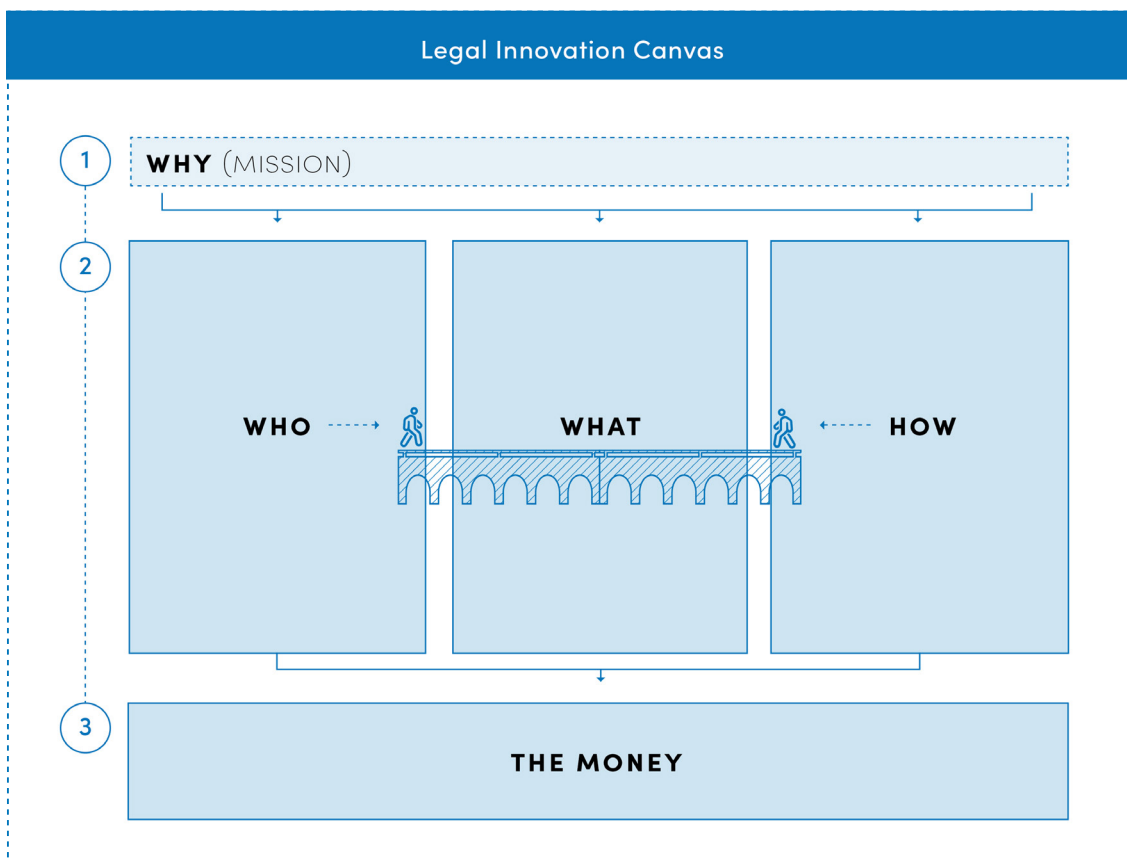 Legal Innovation Canvas
1
WHY (MISSION)
2
WHO
WHAT
HOW
3
THE MONEY